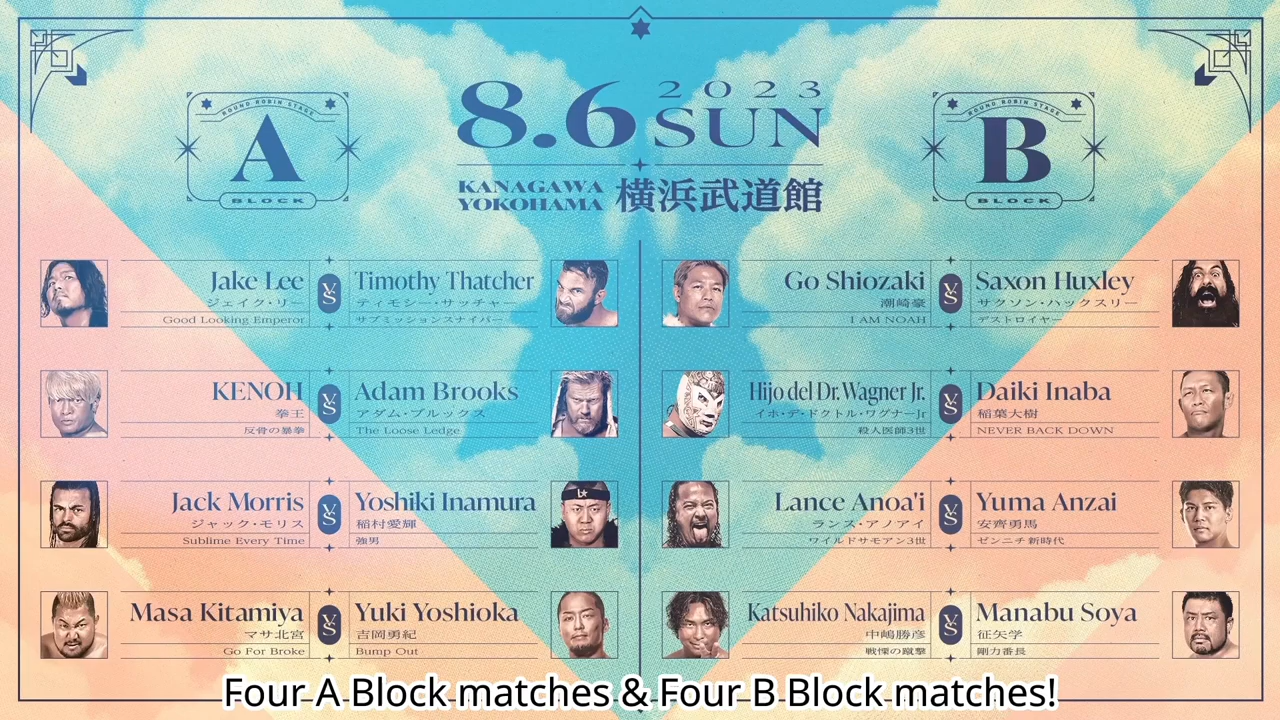 8.6
2023
SUN
KANAGAWA
YOKOHAMA
横浜武道館
ROUND ROBIN STAGE
A
BLOCK
Jake Lee
ジェイク・リー
Good Looking Emperor
VS
Timothy Thatcher
ティモシー・サッチャー
サブミッションスナイパー
KENOH
拳王
反骨の暴拳
VS
Adam Brooks
アダム・ブルックス
The Loose Ledge
Jack Morris
ジャック・モリス
Sublime Every Time
VS
Yoshiki Inamura
稲村愛輝
強男
Masa Kitamiya
マサ北宮
Go For Broke
VS
Yuki Yoshioka
吉岡勇紀
Bump Out
ROUND ROBIN STAGE
B
BLOCK
Go Shiozaki
潮崎豪
I AM NOAH
VS
Saxon Huxley
サクソン・ハックスリー
デストロイヤー
Hijo del Dr. Wagner Jr.
イホ・デ・ドクトル・ワグナーJr
殺人医師3世
VS
Daiki Inaba
稲葉大樹
NEVER BACK DOWN
Lance Anoa'i
ランス・アノアイ
ワイルドサモアン3世
VS
Yuma Anzai
安齊勇馬
ゼンニチ新時代
Katsuhiko Nakajima
中嶋勝彦
戦慄の蹴撃
VS
Manabu Soya
征矢学
剛力番長
Four A Block matches & Four B Block matches!